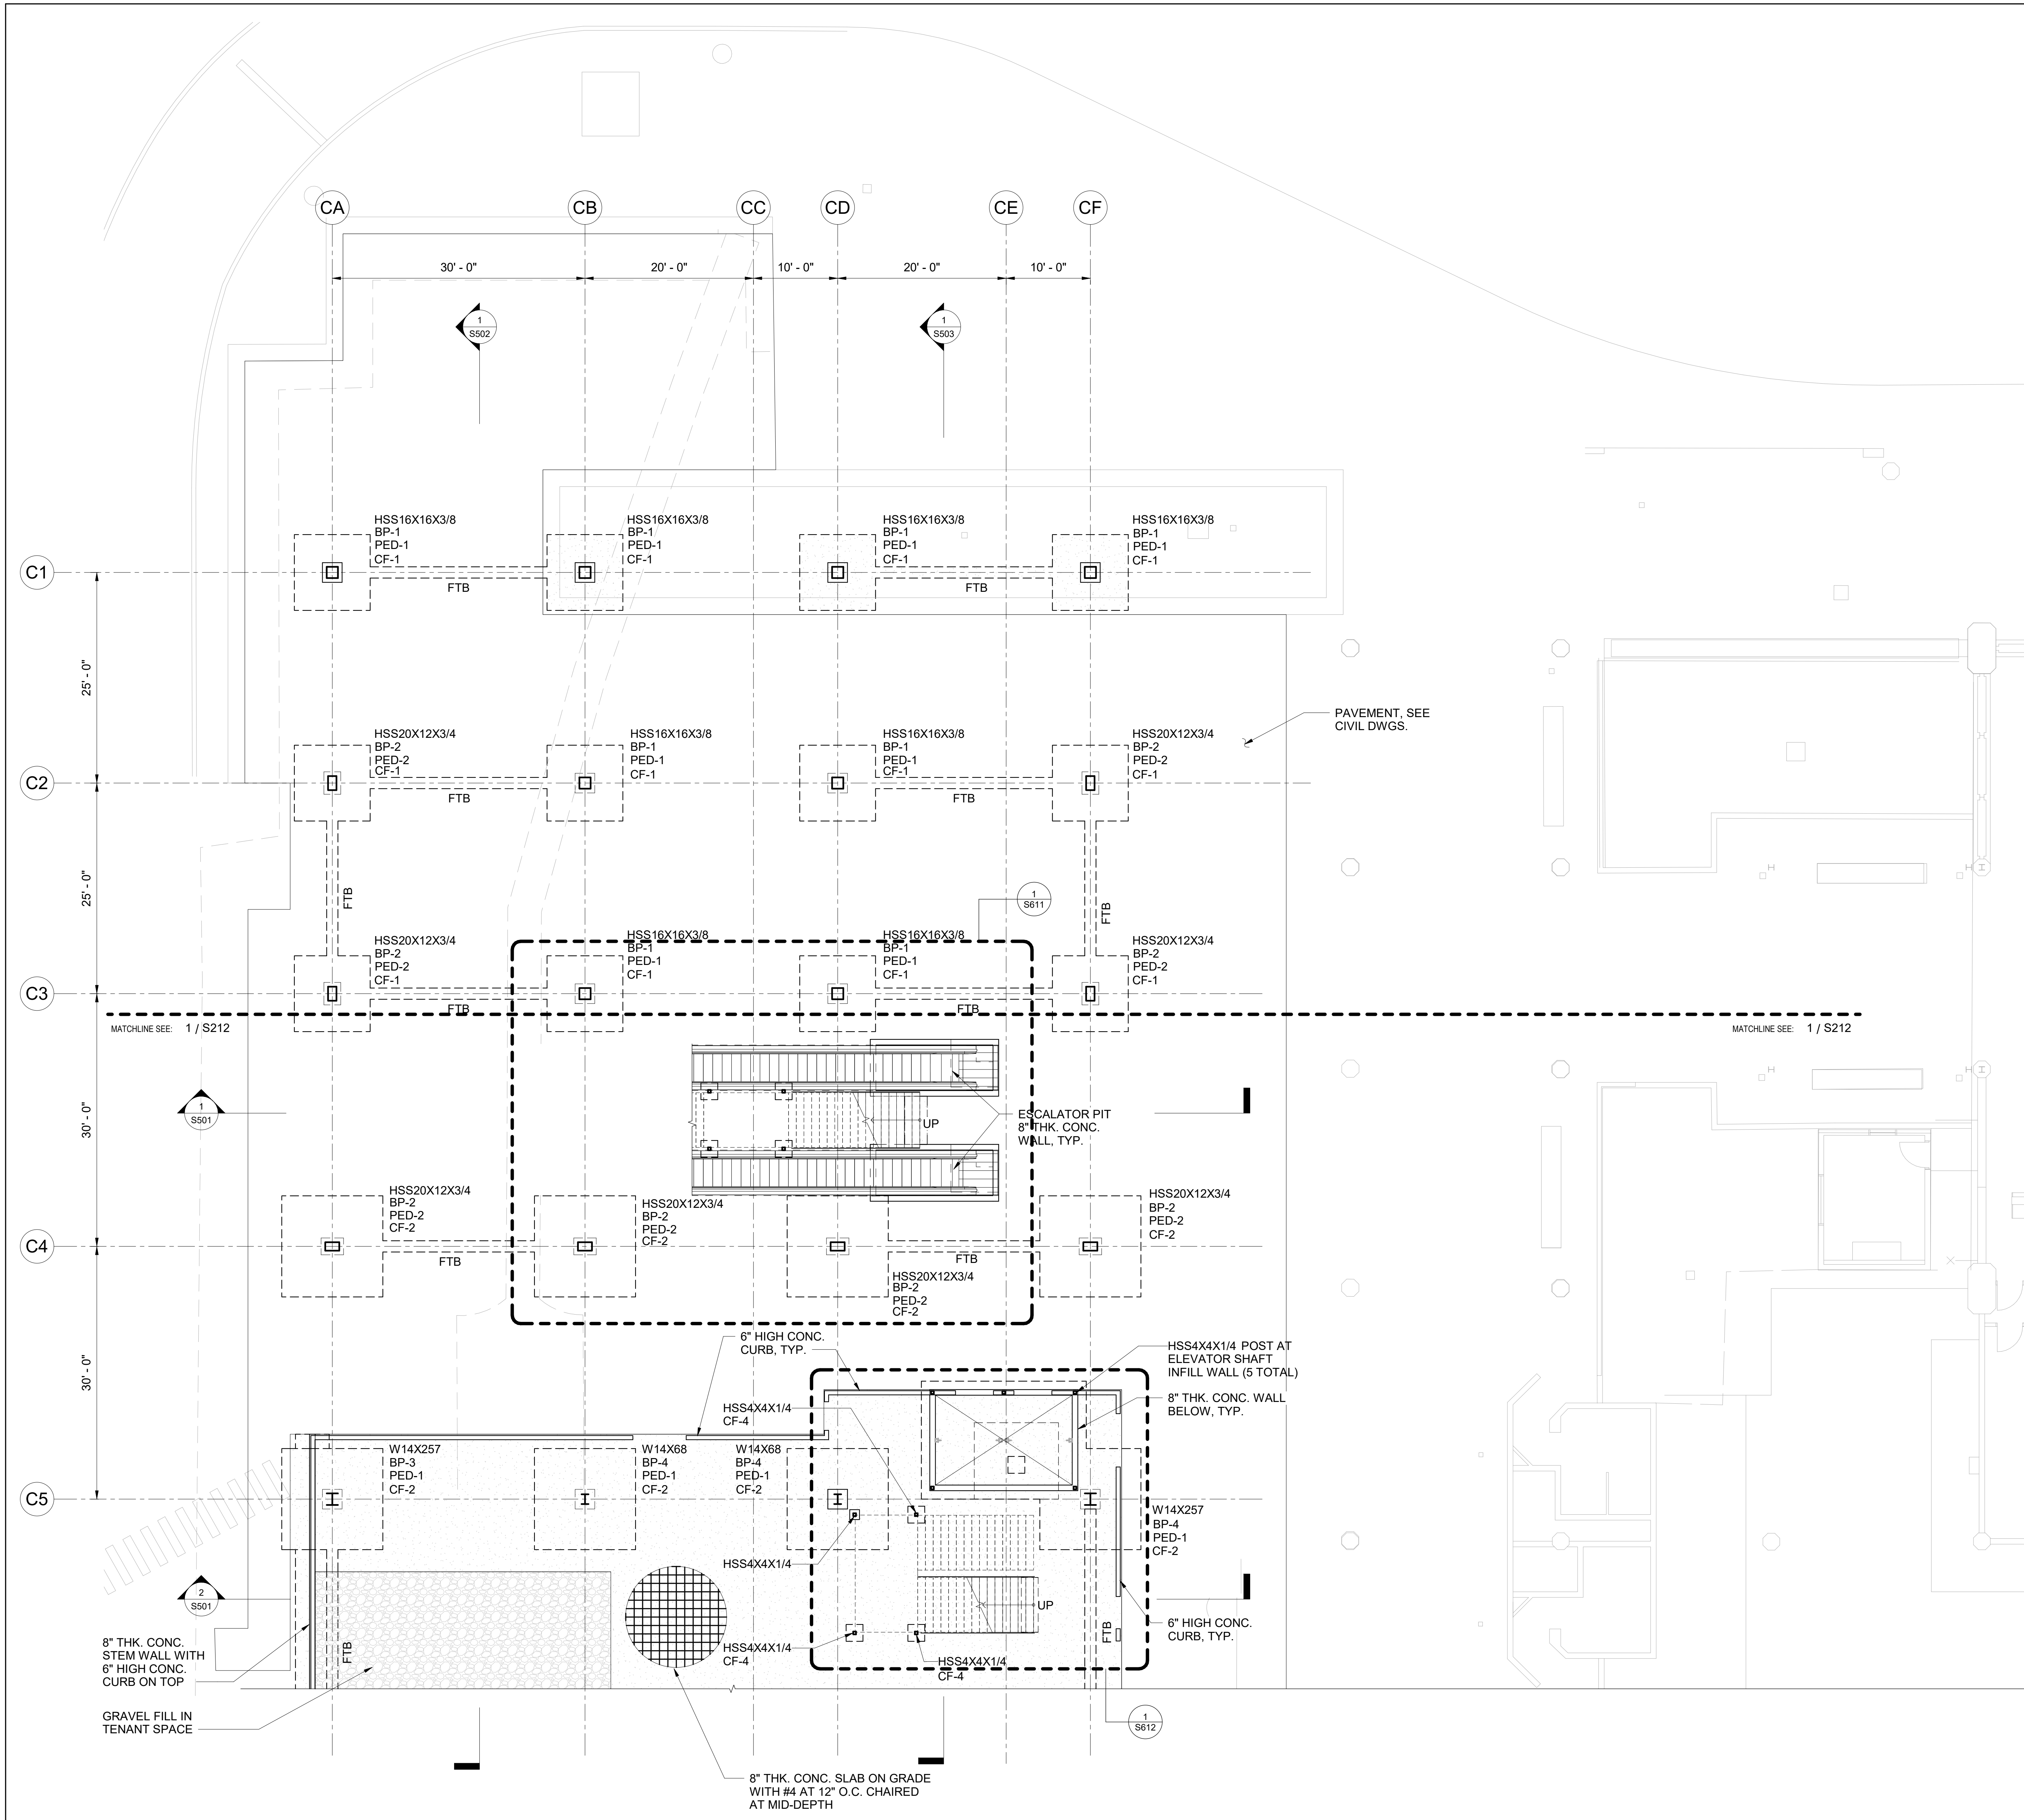 CA
CB
CC
CD
CE
CF
30' - 0"
20' - 0"
10' - 0"
20' - 0"
10' - 0"
1
S502
1
S503
C1
HSS16X16X3/8
BP-1
PED-1
CF-1
HSS16X16X3/8
BP-1
PED-1
CF-1
HSS16X16X3/8
BP-1
PED-1
CF-1
HSS16X16X3/8
BP-1
PED-1
CF-1
FTB
FTB
25' - 0"
PAVEMENT, SEE
CIVIL DWGS.
C2
HSS20X12X3/4
BP-2
PED-2
CF-1
HSS16X16X3/8
BP-1
PED-1
CF-1
HSS16X16X3/8
BP-1
PED-1
CF-1
HSS20X12X3/4
BP-2
PED-2
CF-1
FTB
FTB
25' - 0"
FTB
FTB
1
S611
C3
HSS20X12X3/4
BP-2
PED-2
CF-1
HSS16X16X3/8
BP-1
PED-1
CF-1
HSS16X16X3/8
BP-1
PED-1
CF-1
HSS20X12X3/4
BP-2
PED-2
CF-1
FTB
FTB
MATCHLINE SEE: 1 / S212
MATCHLINE SEE: 1 / S212
30' - 0"
1
S501
UP
ESCALATOR PIT
8" THK. CONC.
WALL, TYP.
C4
HSS20X12X3/4
BP-2
PED-2
CF-2
HSS20X12X3/4
BP-2
PED-2
CF-2
HSS20X12X3/4
BP-2
PED-2
CF-2
HSS20X12X3/4
BP-2
PED-2
CF-2
FTB
FTB
30' - 0"
6" HIGH CONC.
CURB, TYP.
HSS4X4X1/4 POST AT
ELEVATOR SHAFT
INFILL WALL (5 TOTAL)
8" THK. CONC. WALL
BELOW, TYP.
HSS4X4X1/4
CF-4
C5
W14X257
BP-3
PED-1
CF-2
W14X68
BP-4
PED-1
CF-2
W14X68
BP-4
PED-1
CF-2
W14X257
BP-4
PED-1
CF-2
HSS4X4X1/4
2
S501
UP
6" HIGH CONC.
CURB, TYP.
FTB
FTB
HSS4X4X1/4
CF-4
HSS4X4X1/4
CF-4
8" THK. CONC.
STEM WALL WITH
6" HIGH CONC.
CURB ON TOP
GRAVEL FILL IN
TENANT SPACE
1
S612
8" THK. CONC. SLAB ON GRADE
WITH #4 AT 12" O.C. CHAIRED
AT MID-DEPTH